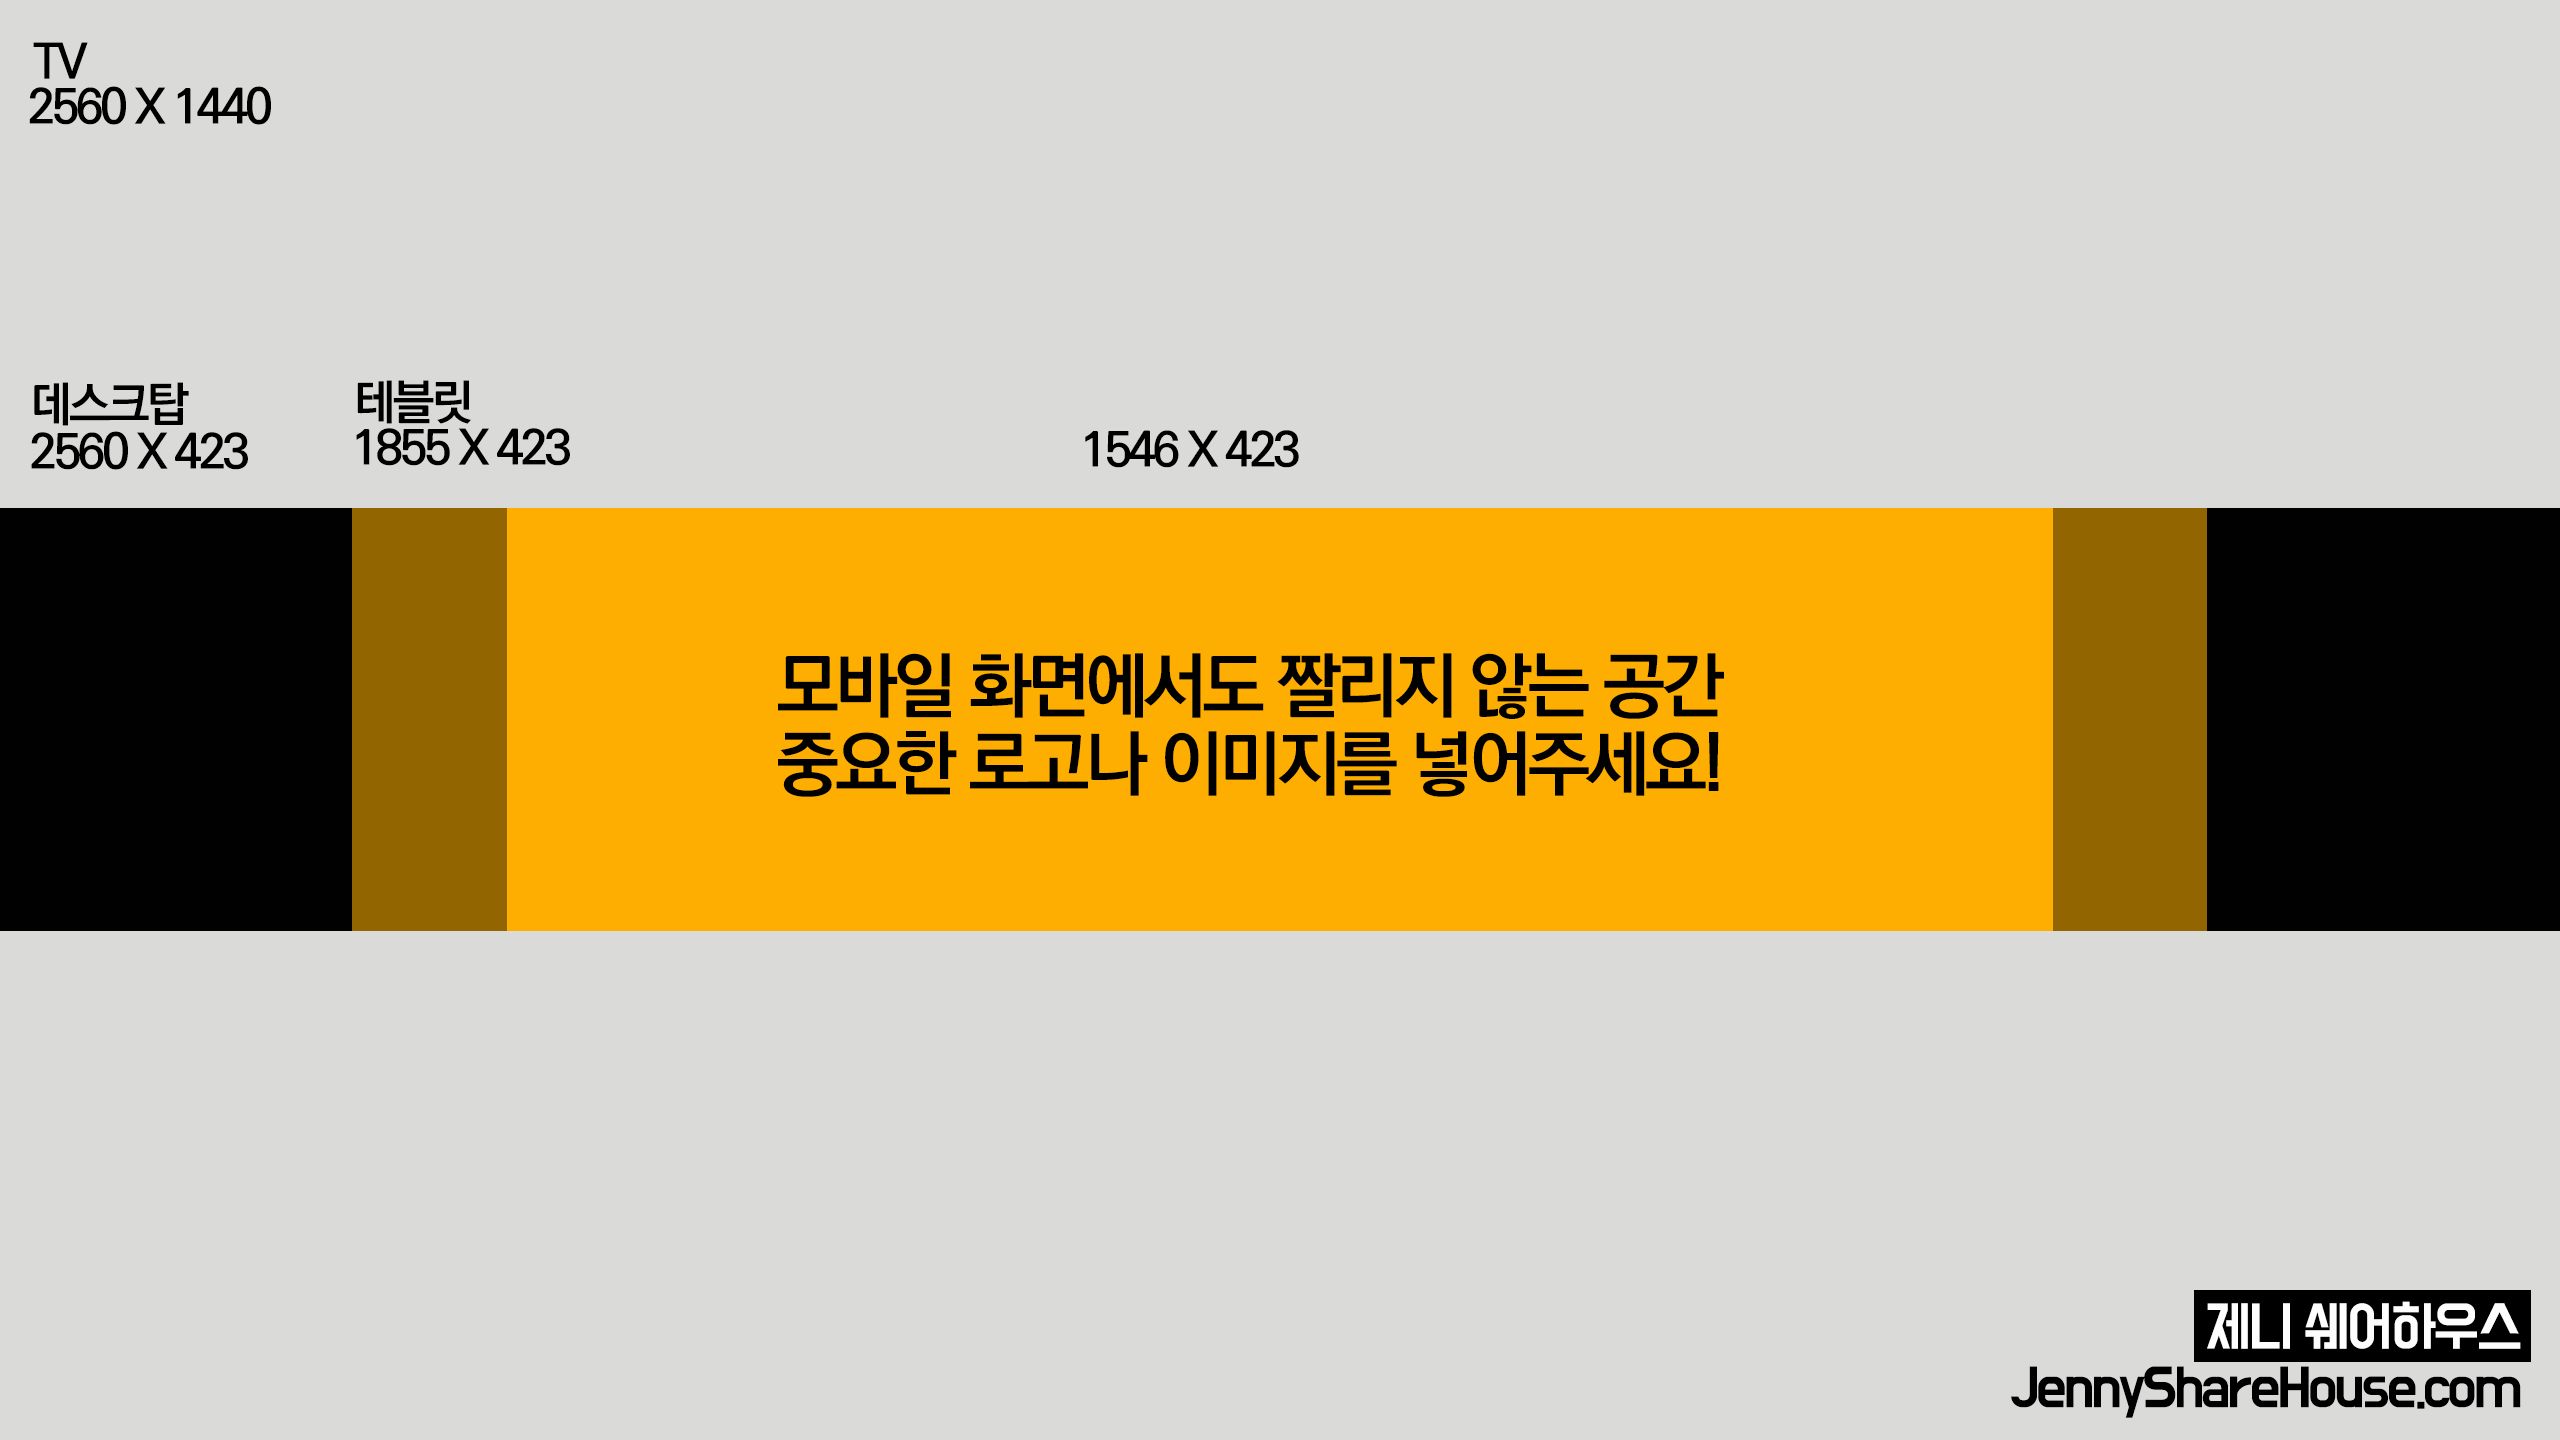 TV
2560 X 1440
데스크탑
2560 X 423
테블릿
1855 X 423
1546 X 423
모바일 화면에서도 짤리지 않는 공간
중요한 로고나 이미지를 넣어주세요!
제니 쉐어하우스
JennyShareHouse.com